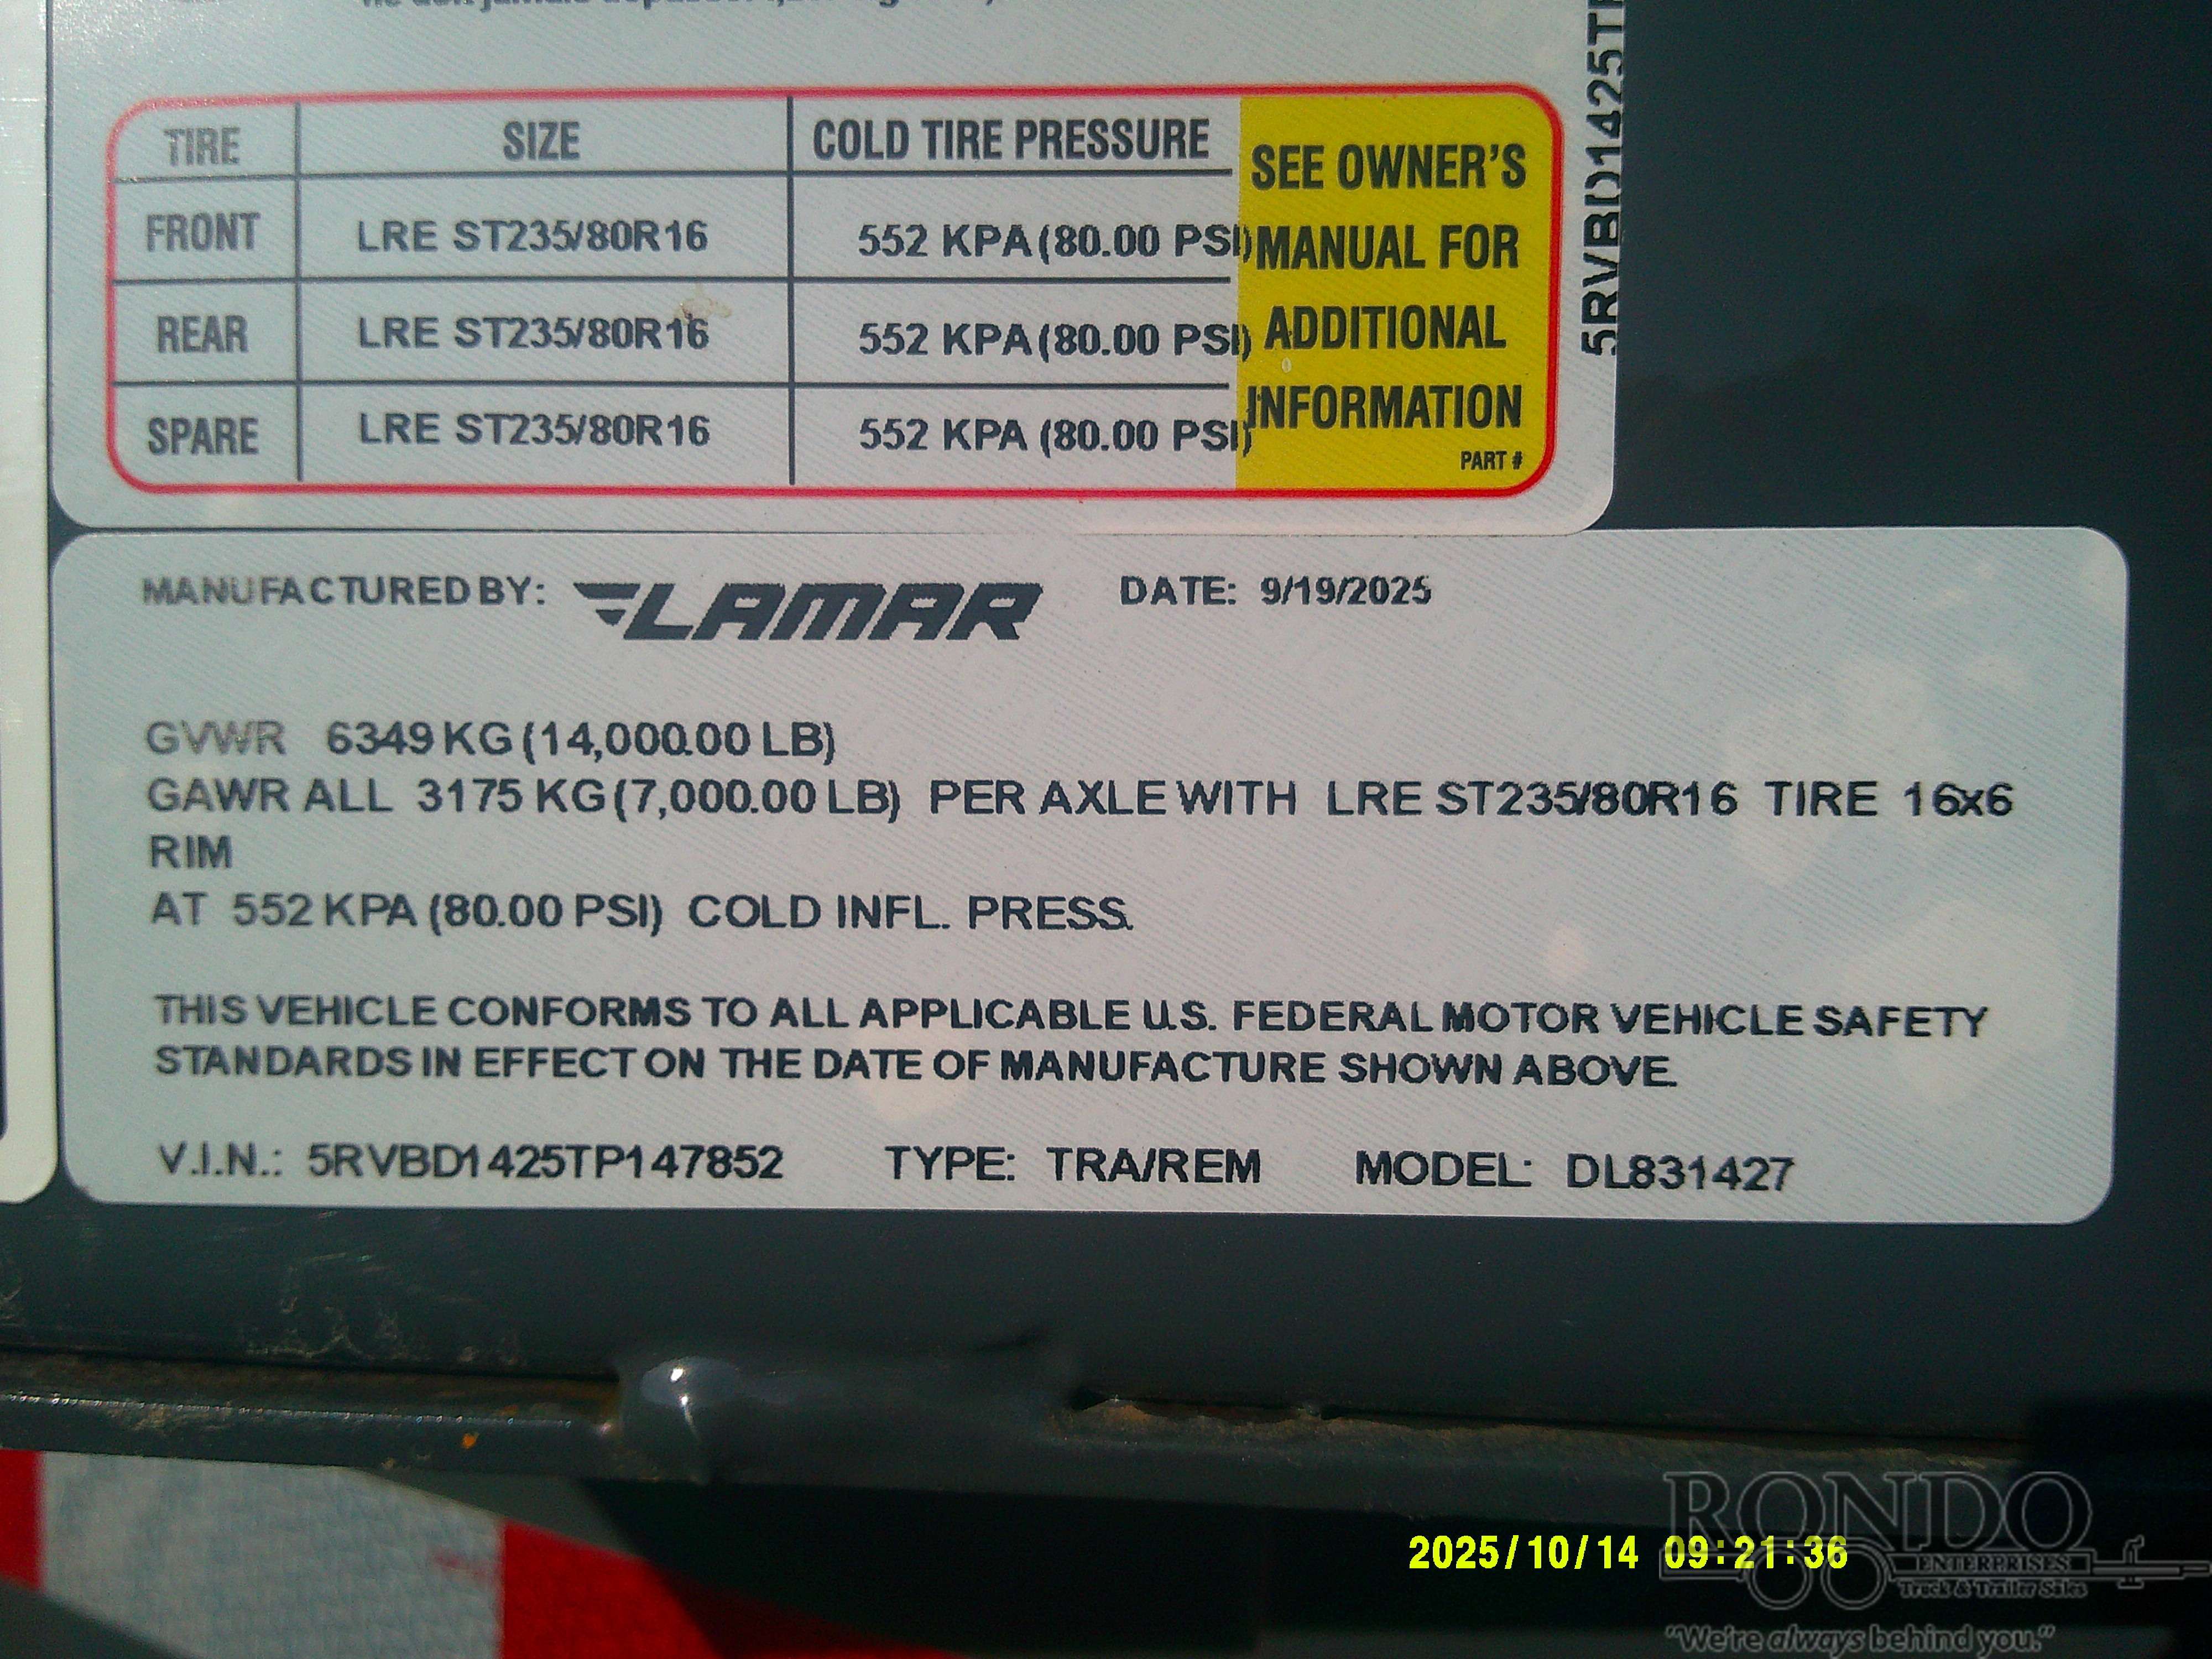 TIRE SIZE COLD TIRE PRESSURE
FRONT LRE ST235/80R16 552 KPA (80.00 PSI)
REAR LRE ST235/80R16 552 KPA (80.00 PSI)
SPARE LRE ST235/80R16 552 KPA (80.00 PSI)
SEE OWNER'S
MANUAL FOR
ADDITIONAL
INFORMATION
PART #
5RVBD1425T
MANUFACTURED BY: LAMAR DATE: 9/19/2025
GVWR 6349 KG (14,000.00 LB)
GAWR ALL 3175 KG (7,000.00 LB) PER AXLE WITH LRE ST235/80R16 TIRE 16x6
RIM
AT 552 KPA (80.00 PSI) COLD INFL. PRESS.
THIS VEHICLE CONFORMS TO ALL APPLICABLE U.S. FEDERAL MOTOR VEHICLE SAFETY
STANDARDS IN EFFECT ON THE DATE OF MANUFACTURE SHOWN ABOVE.
V.I.N.: 5RVBD1425TP147852 TYPE: TRA/REM MODEL: DL831427
RONDO
2025/10/14 09:21:36
ENTERPRISES
Truck & Trailer Sales
"We're always behind you."